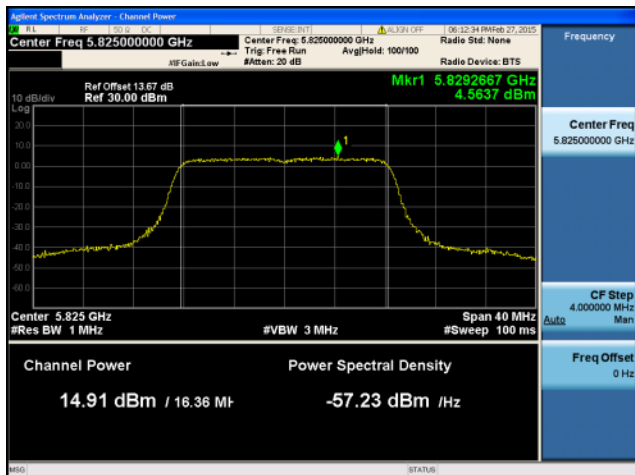 Agilent Spectrum Analyzer - Channel Power
RL RF 50 Ω DC SENSE:INT ALIGN OFF 06:12:34 PM Feb 27, 2015
Center Freq 5.825000000 GHz
Center Freq: 5.825000000 GHz
Radio Std: None
Trig: Free Run Avg|Hold: 100/100
#IFGain:Low #Atten: 20 dB Radio Device: BTS
Mkr1 5.8292667 GHz
4.5637 dBm
Ref Offset 13.67 dB
10 dB/div Ref 30.00 dBm
Log
20.0
10.0
1
0.00
-10.0
-20.0
-30.0
-40.0
-50.0
-60.0
Center 5.825 GHz Span 40 MHz
#Res BW 1 MHz #VBW 3 MHz #Sweep 100 ms
Channel Power Power Spectral Density
14.91 dBm / 16.36 MH -57.23 dBm /Hz
Frequency
Center Freq
5.825000000 GHz
CF Step
4.000000 MHz
Auto Man
Freq Offset
0 Hz
MSG STATUS